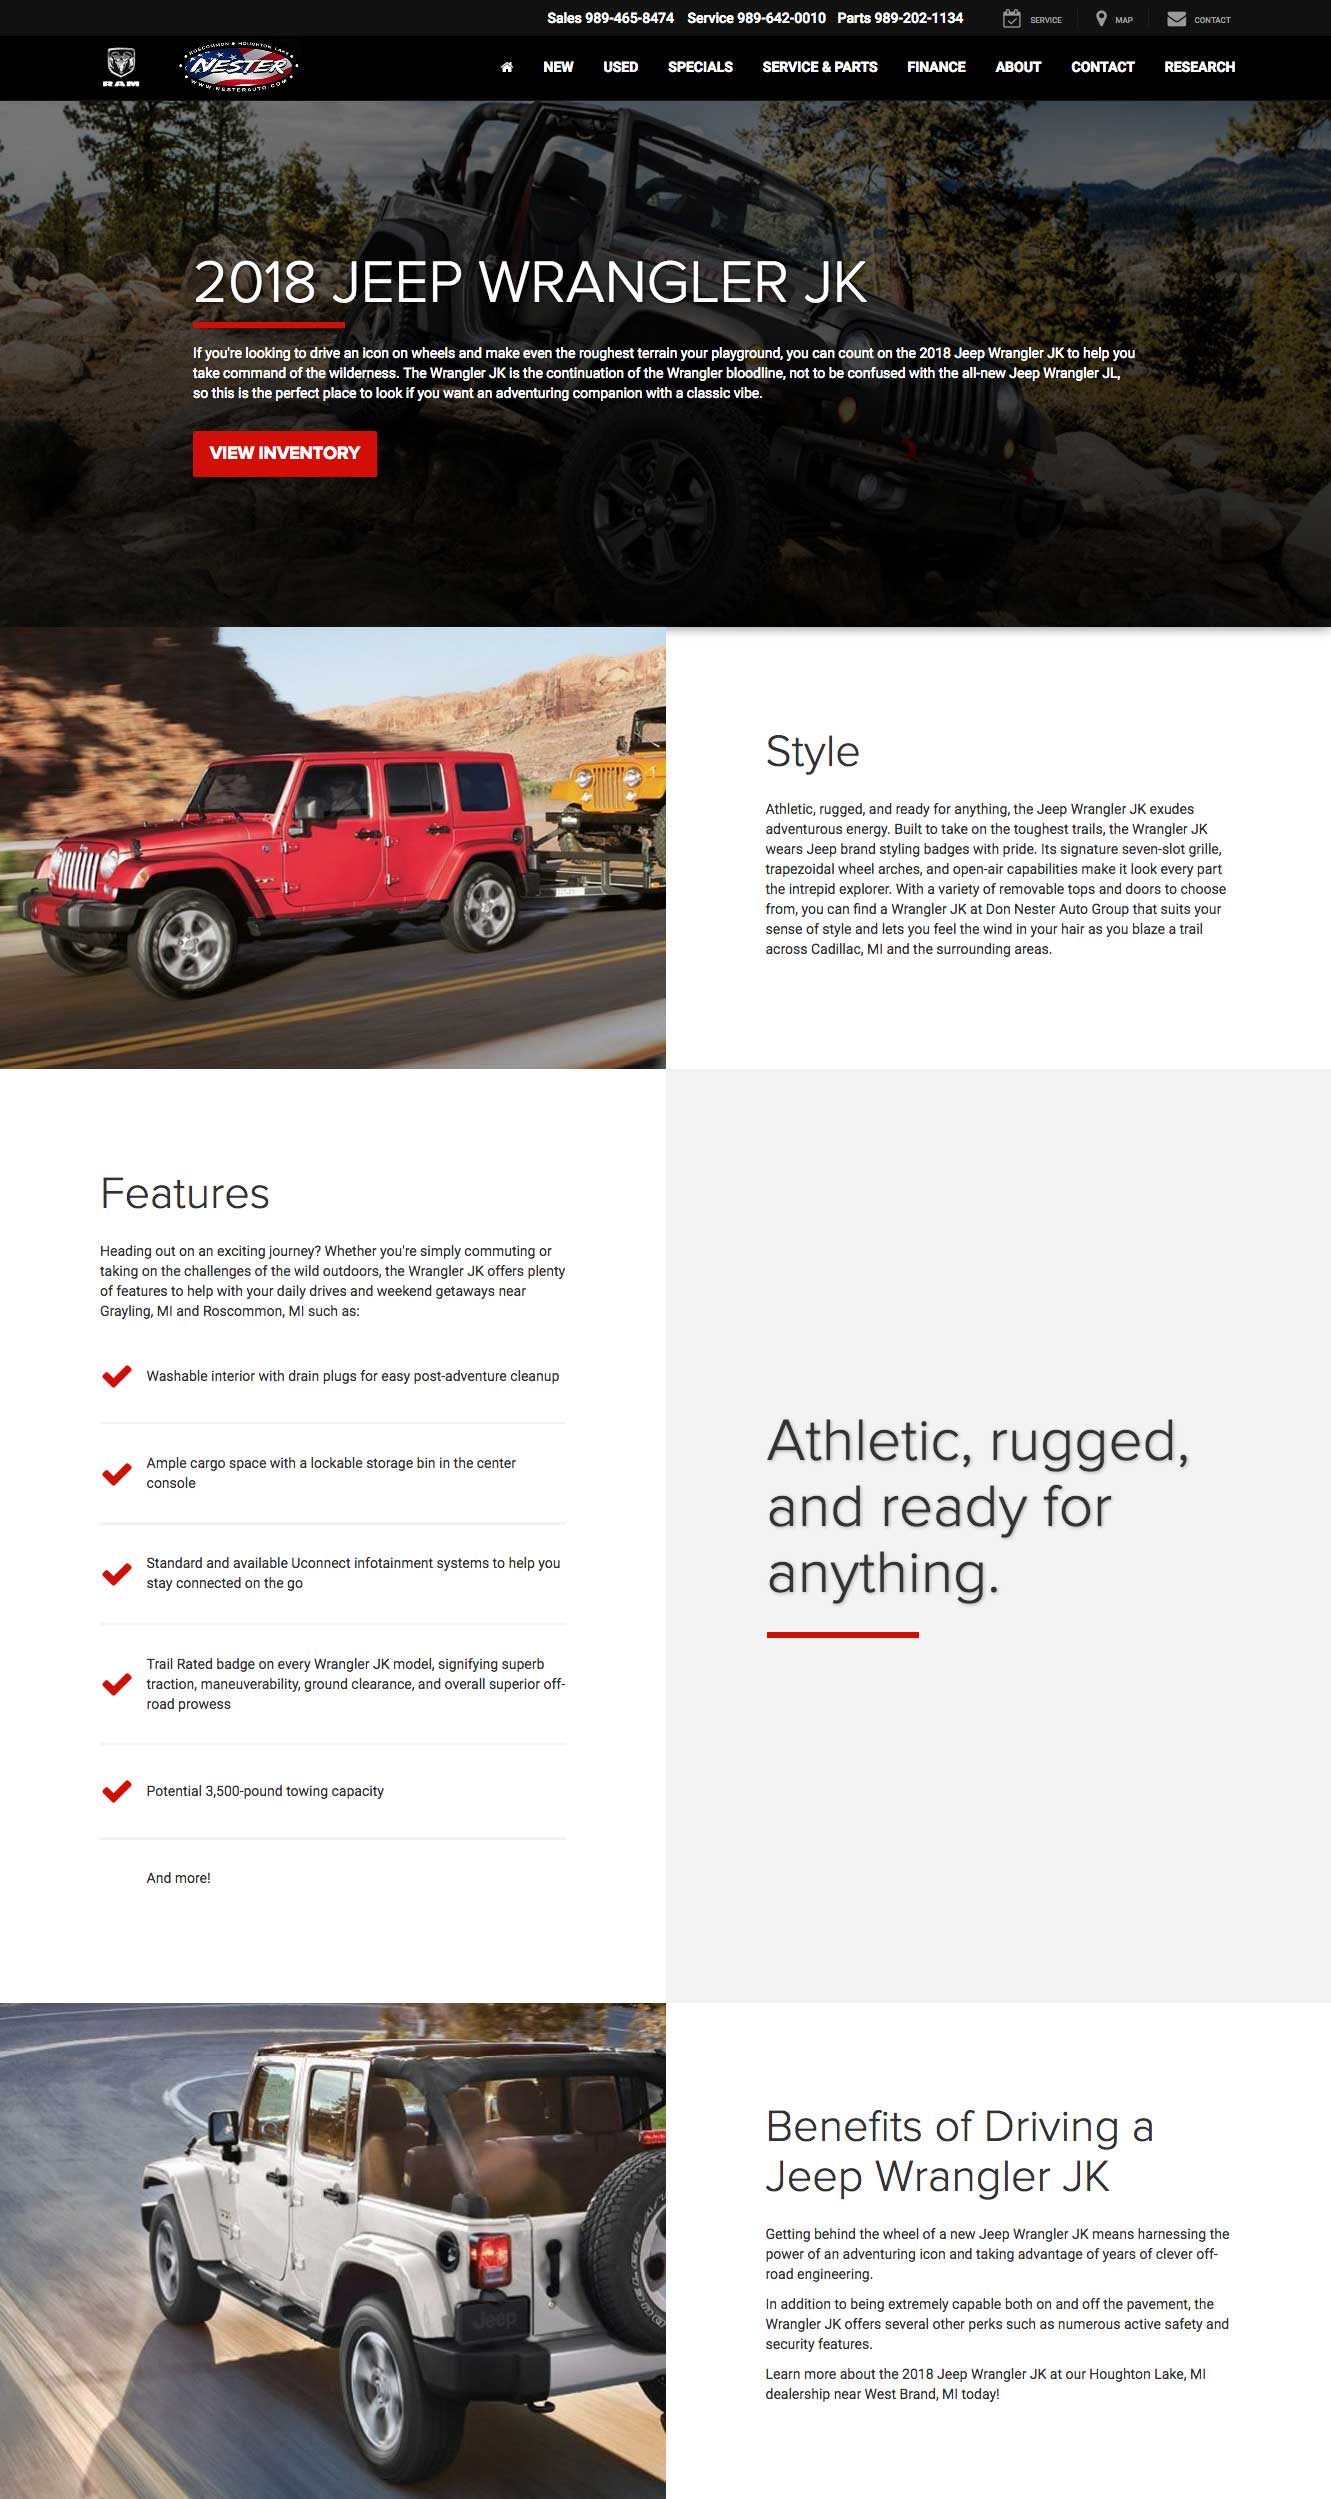 Sales 989-465-8474 Service 989-642-0010 Parts 989-202-1134 SERVICE MAP CONTACT
RAM
ROSCOMMON • HOUGHTON LAKE
NESTER
WWW.NESTERAUTO.COM
NEW USED SPECIALS SERVICE & PARTS FINANCE ABOUT CONTACT RESEARCH
2018 JEEP WRANGLER JK
If you're looking to drive an icon on wheels and make even the roughest terrain your playground, you can count on the 2018 Jeep Wrangler JK to help you
take command of the wilderness. The Wrangler JK is the continuation of the Wrangler bloodline, not to be confused with the all-new Jeep Wrangler JL,
so this is the perfect place to look if you want an adventuring companion with a classic vibe.
VIEW INVENTORY
Style
Athletic, rugged, and ready for anything, the Jeep Wrangler JK exudes
adventurous energy. Built to take on the toughest trails, the Wrangler JK
wears Jeep brand styling badges with pride. Its signature seven-slot grille,
trapezoidal wheel arches, and open-air capabilities make it look every part
the intrepid explorer. With a variety of removable tops and doors to choose
from, you can find a Wrangler JK at Don Nester Auto Group that suits your
sense of style and lets you feel the wind in your hair as you blaze a trail
across Cadillac, MI and the surrounding areas.
Features
Heading out on an exciting journey? Whether you're simply commuting or
taking on the challenges of the wild outdoors, the Wrangler JK offers plenty
of features to help with your daily drives and weekend getaways near
Grayling, MI and Roscommon, MI such as:
Washable interior with drain plugs for easy post-adventure cleanup
Ample cargo space with a lockable storage bin in the center
console
Standard and available Uconnect infotainment systems to help you
stay connected on the go
Trail Rated badge on every Wrangler JK model, signifying superb
traction, maneuverability, ground clearance, and overall superior off-
road prowess
Potential 3,500-pound towing capacity
And more!
Athletic, rugged,
and ready for
anything.
Jeep
Benefits of Driving a
Jeep Wrangler JK
Getting behind the wheel of a new Jeep Wrangler JK means harnessing the
power of an adventuring icon and taking advantage of years of clever off-
road engineering.
In addition to being extremely capable both on and off the pavement, the
Wrangler JK offers several other perks such as numerous active safety and
security features.
Learn more about the 2018 Jeep Wrangler JK at our Houghton Lake, MI
dealership near West Brand, MI today!